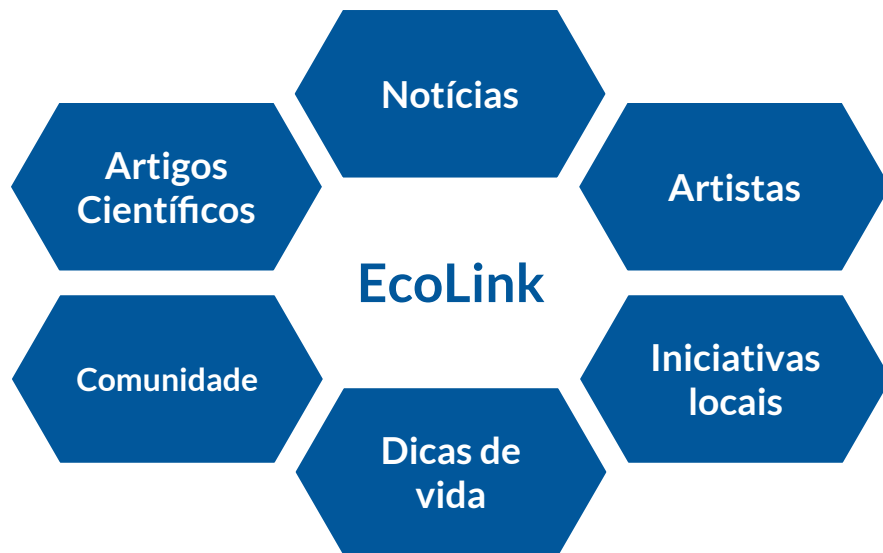 Notícias
Artigos
Científicos
Artistas
EcoLink
Comunidade
Iniciativas
locais
Dicas de
vida